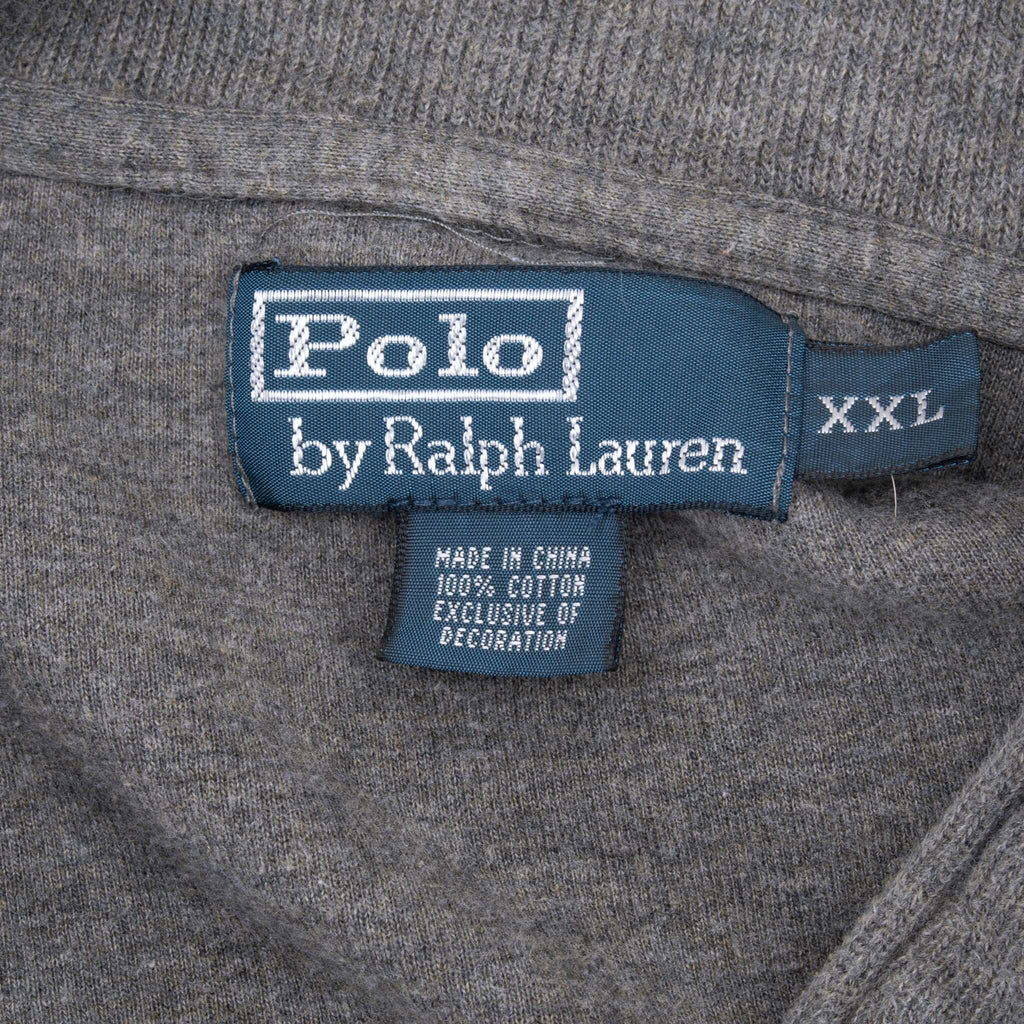 Polo
by Ralph Lauren
XXL
MADE IN CHINA
100% COTTON
EXCLUSIVE OF
DECORATION